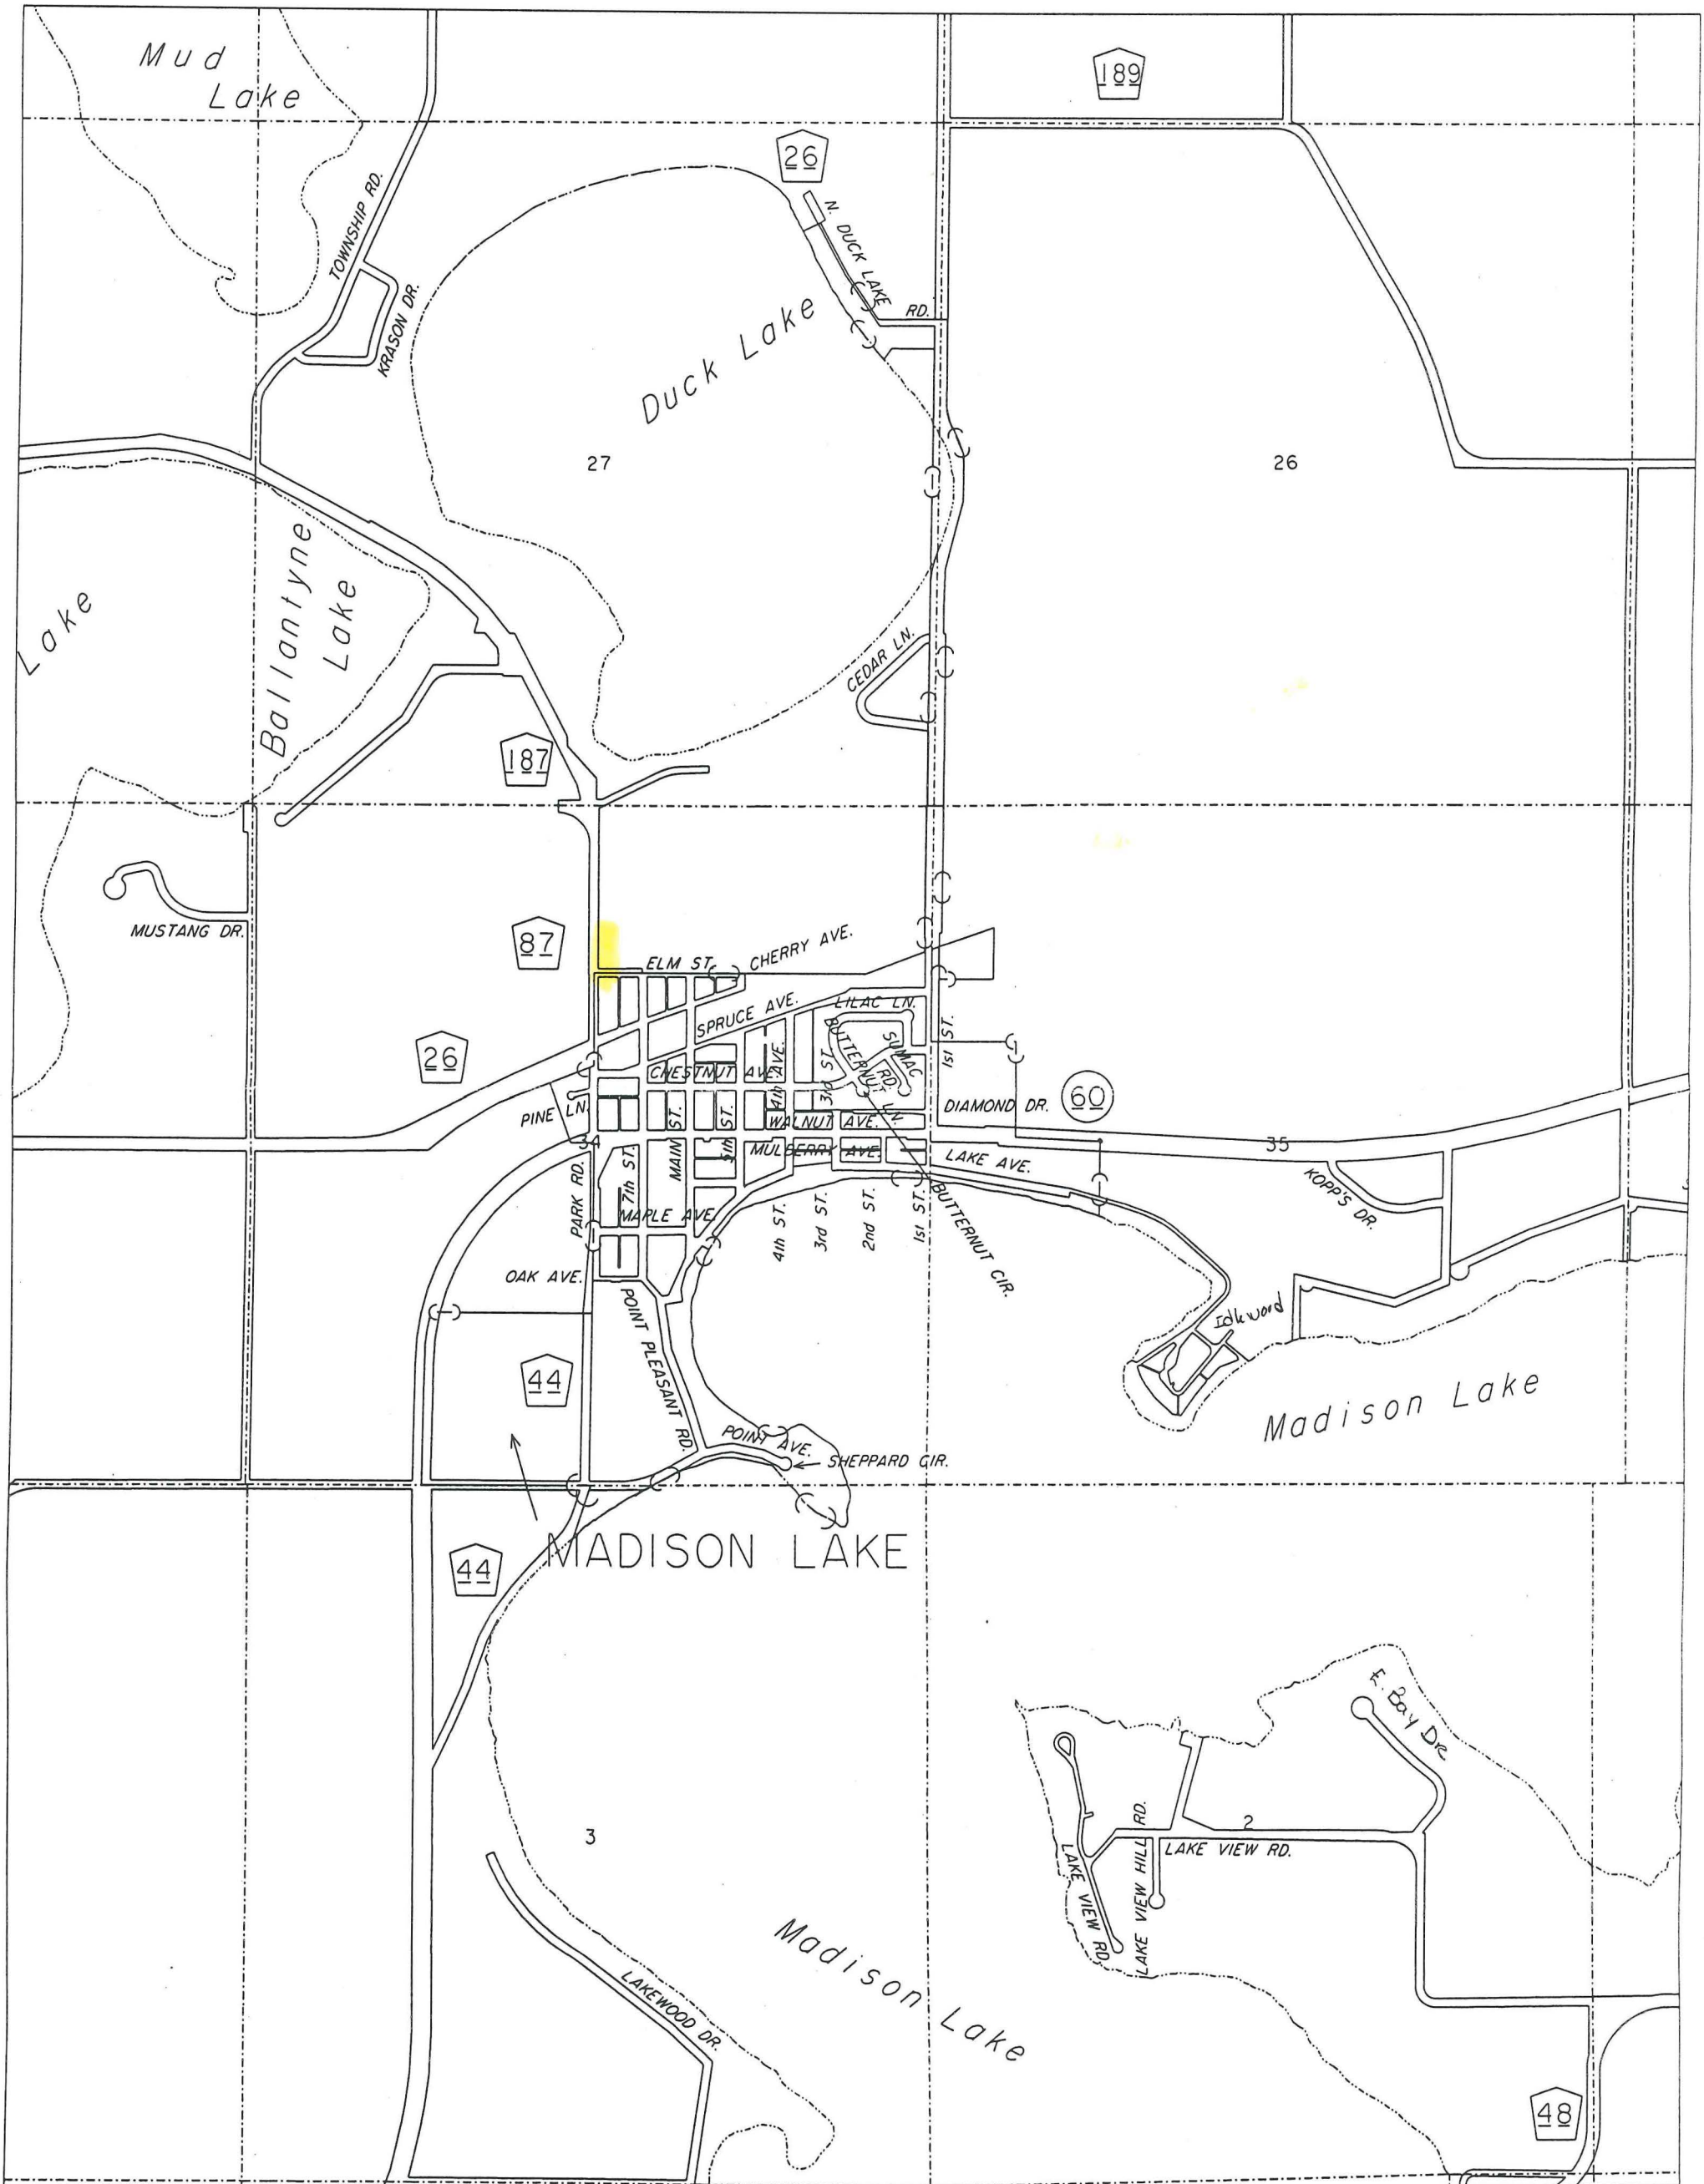 Mud
Lake
189
26
TOWNSHIP RD.
N. DUCK LAKE
RD.
KRASON DR.
Duck Lake
27
26
Lake
Ballantyne
Lake
CEDAR LN.
187
MUSTANG DR.
87
ELM ST.
CHERRY AVE.
SPRUCE AVE.
LILAC LN.
BUTTERNUT
SUMAC
RD.
LN.
1st ST.
26
CHESTNUT AVE.
4th AVE.
3rd ST.
60
PINE LN.
DIAMOND DR.
WALNUT AVE.
34
MAIN
ST.
5th
ST.
MULBERRY AVE.
LAKE AVE.
35
KOPP'S DR.
PARK RD.
7th ST.
MAPLE AVE.
4th ST.
3rd ST.
2nd ST.
1st ST.
BUTTERNUT CIR.
OAK AVE.
POINT PLEASANT RD.
Idlwood
44
Madison Lake
POINT AVE.
SHEPPARD CIR.
MADISON LAKE
44
E. Bay Dr
3
2
LAKE VIEW RD.
LAKE VIEW HILL RD.
LAKE VIEW RD.
Madison Lake
LAKEWOOD DR.
48